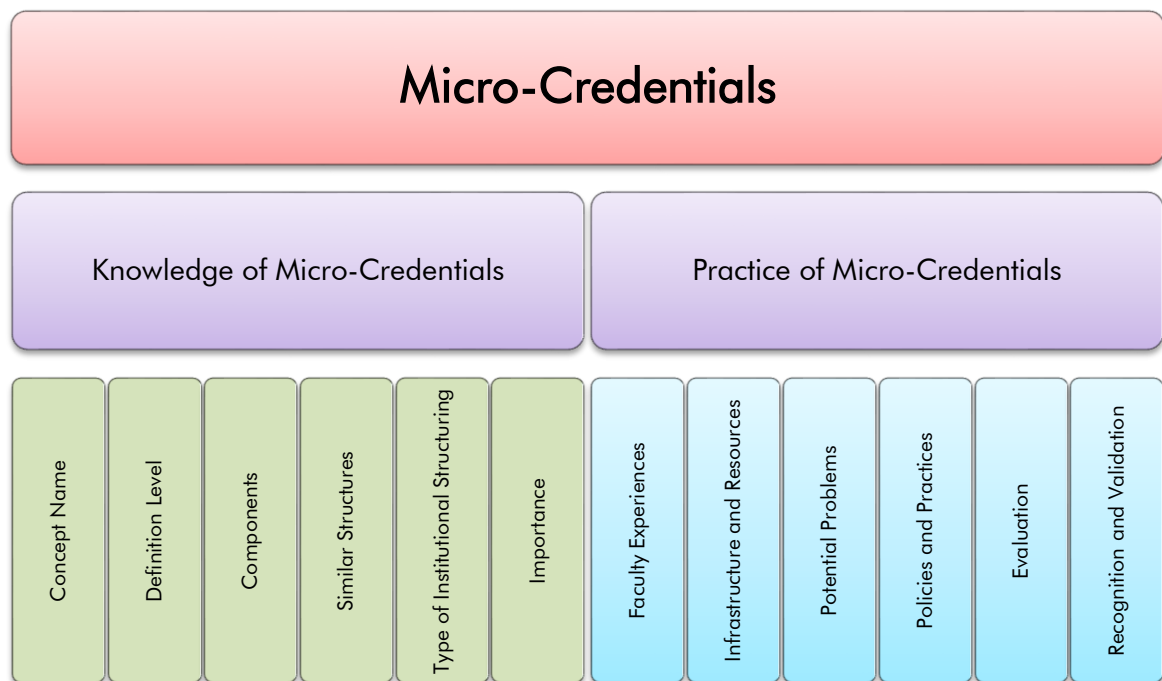 Micro-Credentials
Knowledge of Micro-Credentials
Practice of Micro-Credentials
Concept Name
Definition Level
Components
Similar Structures
Type of Institutional Structuring
Importance
Faculty Experiences
Infrastructure and Resources
Potential Problems
Policies and Practices
Evaluation
Recognition and Validation